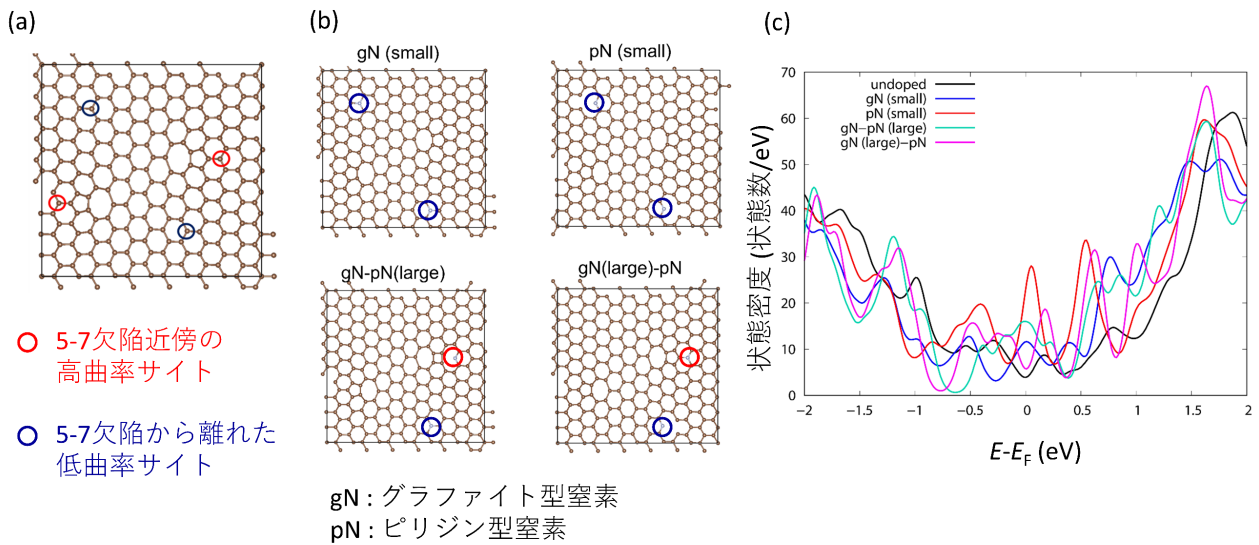 (a)
5-7欠陥近傍の
高曲率サイト
5-7欠陥から離れた
低曲率サイト
(b)
gN (small)
pN (small)
gN-pN(large)
gN(large)-pN
gN : グラファイト型窒素
pN : ピリジン型窒素
(c)
undoped
gN (small)
pN (small)
gN−pN (large)
gN (large)−pN
状態密度 (状態数/eV)
70
60
50
40
30
20
10
0
−2 −1.5 −1 −0.5 0 0.5 1 1.5 2
E-EF (eV)